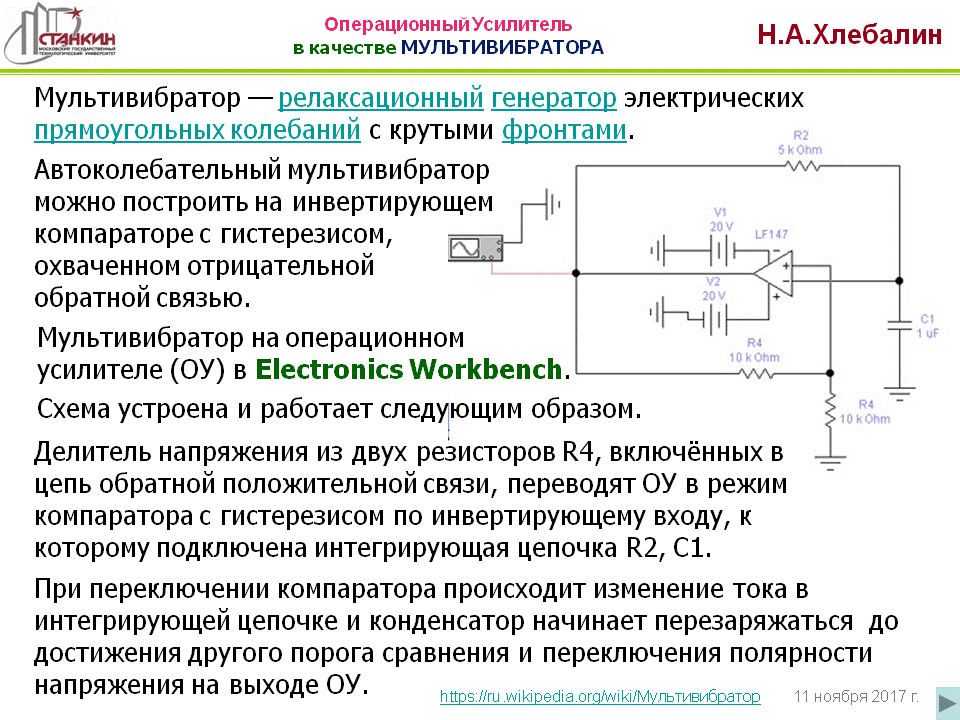 СТАНКИН
МОСКОВСКИЙ ГОСУДАРСТВЕННЫЙ
ТЕХНОЛОГИЧЕСКИЙ УНИВЕРСИТЕТ
Операционный Усилитель
в качестве МУЛЬТИВИБРАТОРА
Н.А.Хлебалин
Мультивибратор — релаксационный генератор электрических
прямоугольных колебаний с крутыми фронтами.
Автоколебательный мультивибратор
можно построить на инвертирующем
компараторе с гистерезисом,
охваченном отрицательной
обратной связью.
Мультивибратор на операционном
усилителе (ОУ) в Electronics Workbench.
Схема устроена и работает следующим образом.
R2
5 k Ohm
V1
20 V
LF147
V2
20 V
C1
1 uF
R4
10 k Ohm
R4
10 k Ohm
Делитель напряжения из двух резисторов R4, включённых в
цепь обратной положительной связи, переводят ОУ в режим
компаратора с гистерезисом по инвертирующему входу, к
которому подключена интегрирующая цепочка R2, C1.
При переключении компаратора происходит изменение тока в
интегрирующей цепочке и конденсатор начинает перезаряжаться до
достижения другого порога сравнения и переключения полярности
напряжения на выходе ОУ.
https://ru.wikipedia.org/wiki/Мультивибратор
11 ноября 2017 г.